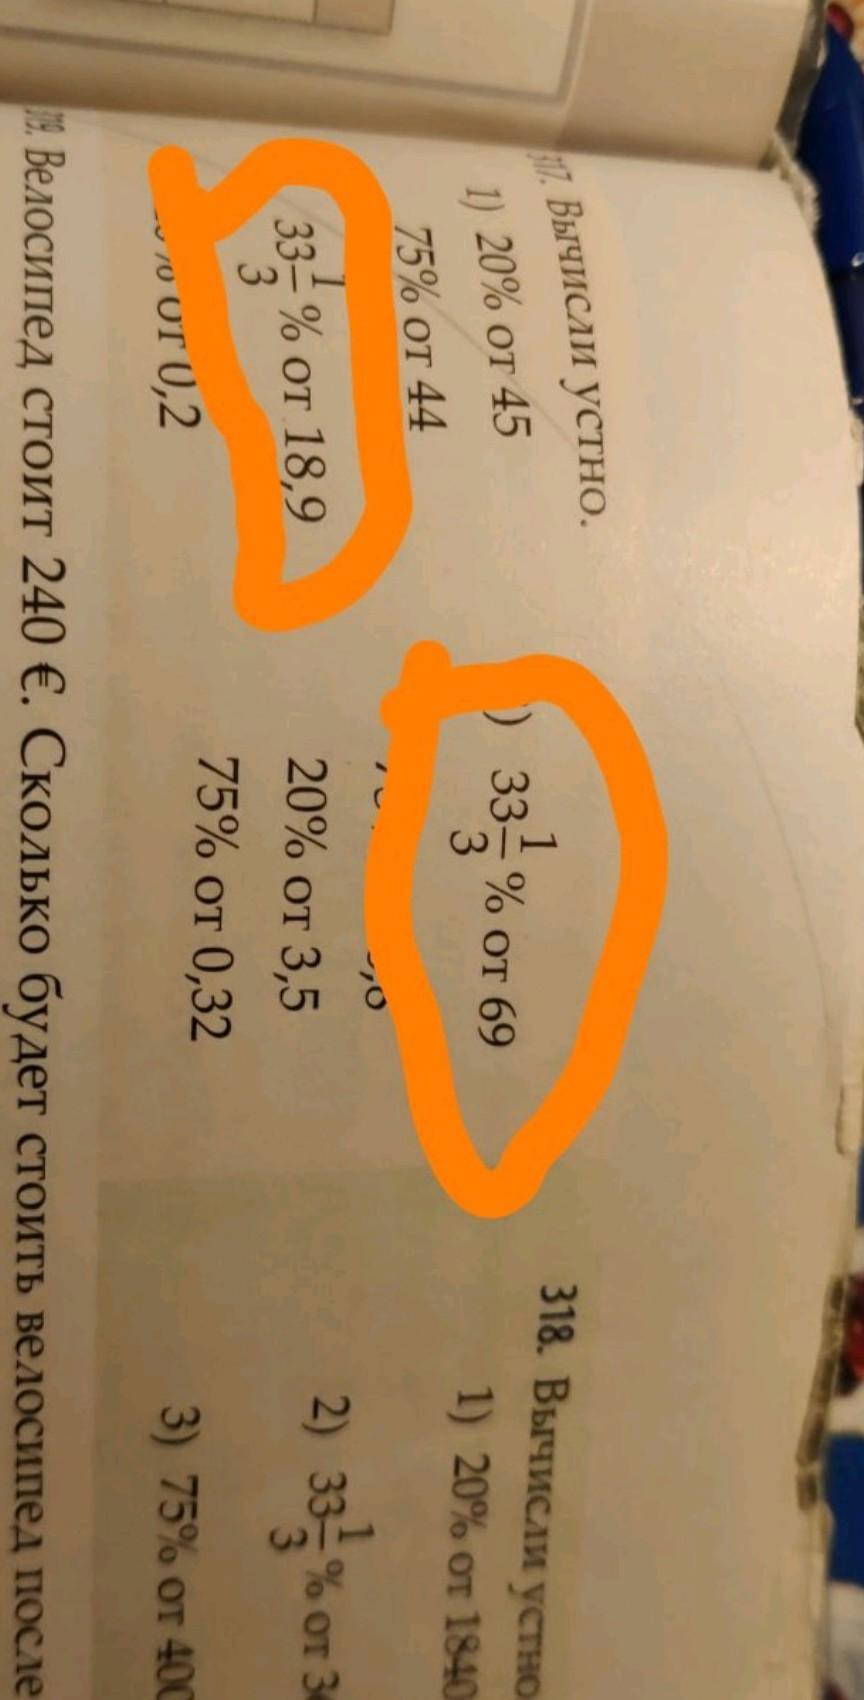 317. Вычисли устно.
1) 20% от 45
75% от 44
33 1/3 % от 18,9
% от 0,2
) 33 1/3 % от 69
20% от 3,5
75% от 0,32
318. Вычисли устно
1) 20% от 1840
2) 33 1/3 % от
3) 75% от 400
319. Велосипед стоит 240 €. Сколько будет стоить велосипед после